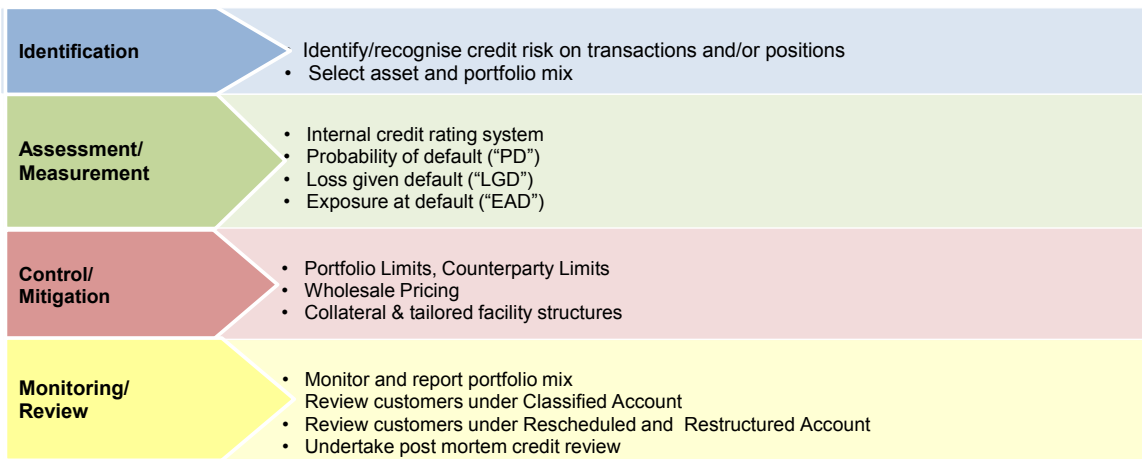 Identification
• Identify/recognise credit risk on transactions and/or positions
• Select asset and portfolio mix
Assessment/
Measurement
• Internal credit rating system
• Probability of default (“PD”)
• Loss given default (“LGD”)
• Exposure at default (“EAD”)
Control/
Mitigation
• Portfolio Limits, Counterparty Limits
• Wholesale Pricing
• Collateral & tailored facility structures
Monitoring/
Review
• Monitor and report portfolio mix
• Review customers under Classified Account
• Review customers under Rescheduled and Restructured Account
• Undertake post mortem credit review